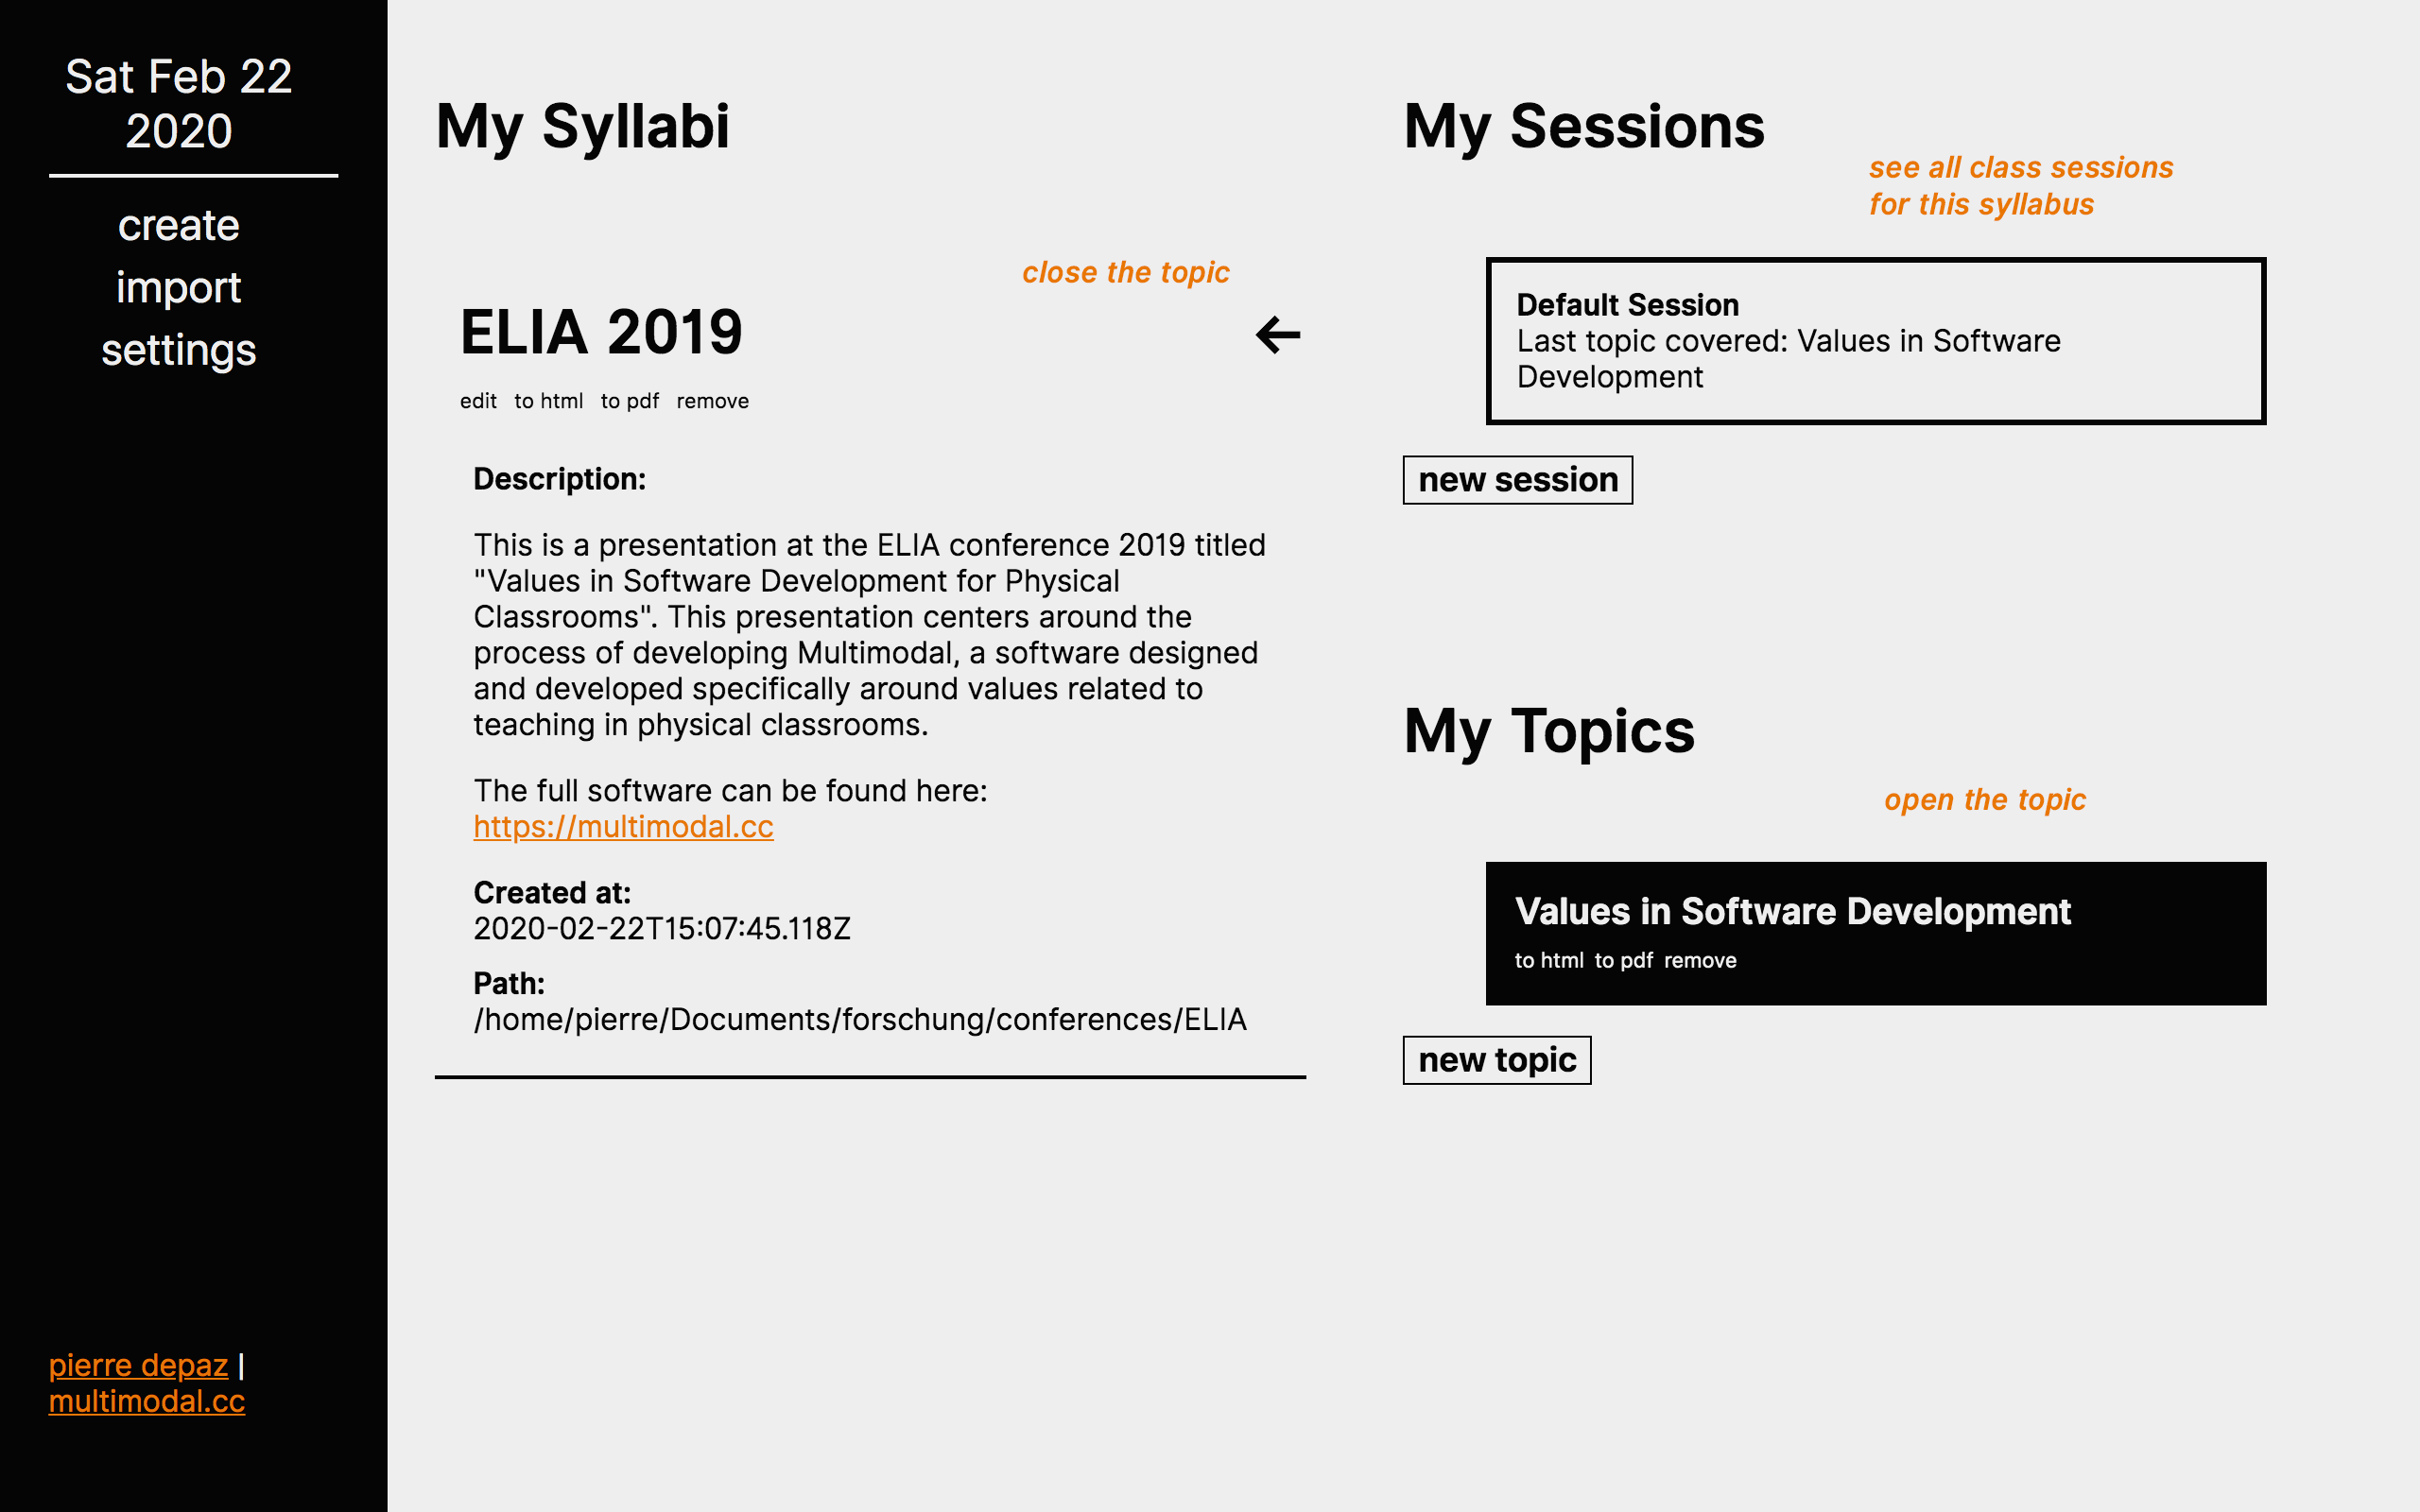 Sat Feb 22
2020
create
import
settings
pierre depaz |
multimodal.cc
My Syllabi
close the topic
ELIA 2019
edit to html to pdf remove
Description:
This is a presentation at the ELIA conference 2019 titled
"Values in Software Development for Physical
Classrooms". This presentation centers around the
process of developing Multimodal, a software designed
and developed specifically around values related to
teaching in physical classrooms.
The full software can be found here:
https://multimodal.cc
Created at:
2020-02-22T15:07:45.118Z
Path:
/home/pierre/Documents/forschung/conferences/ELIA
My Sessions
see all class sessions
for this syllabus
Default Session
Last topic covered: Values in Software
Development
new session
My Topics
open the topic
Values in Software Development
to html to pdf remove
new topic